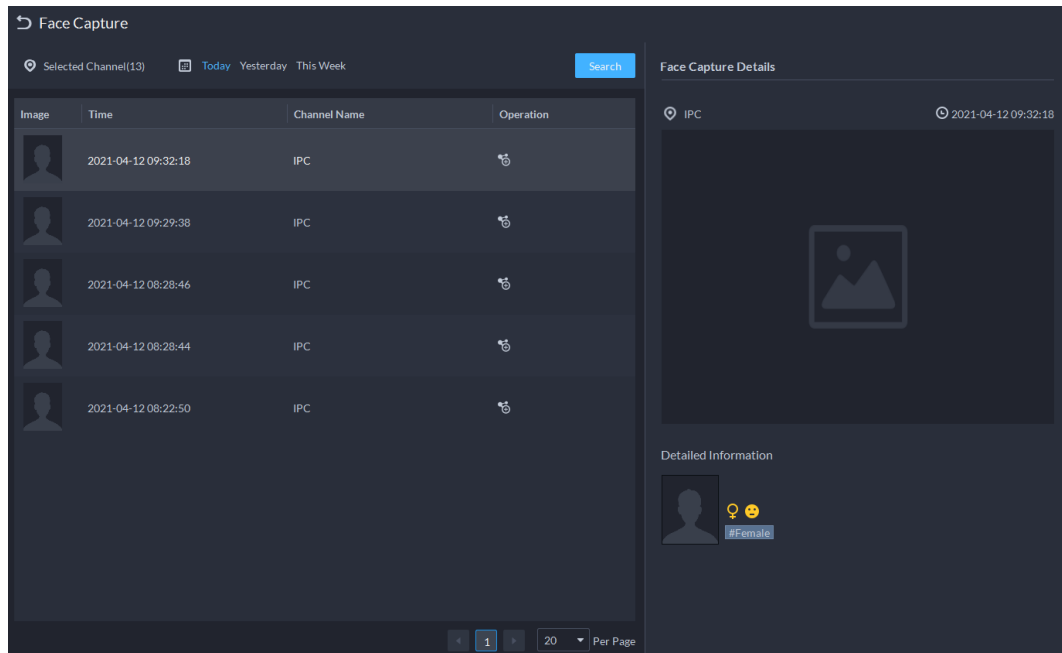 Face Capture
Selected Channel(13) Today Yesterday This Week Search
Image Time Channel Name Operation
2021-04-12 09:32:18 IPC
2021-04-12 09:29:38 IPC
2021-04-12 08:28:46 IPC
2021-04-12 08:28:44 IPC
2021-04-12 08:22:50 IPC
1 20 Per Page
Face Capture Details
IPC 2021-04-12 09:32:18
Detailed Information
#Female